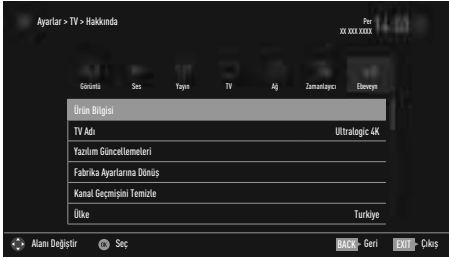 Ayarlar > TV > Hakkında
Per
XX XXX XXXX
Görüntü Ses Yayın TV Ağ Zamanlayıcı Ebeveyn
Ürün Bilgisi
TV Adı Ultralogic 4K
Yazılım Güncellemeleri
Fabrika Ayarlarına Dönüş
Kanal Geçmişini Temizle
Ülke Turkiye
Alanı Değiştir OK Seç BACK Geri EXIT Çıkış